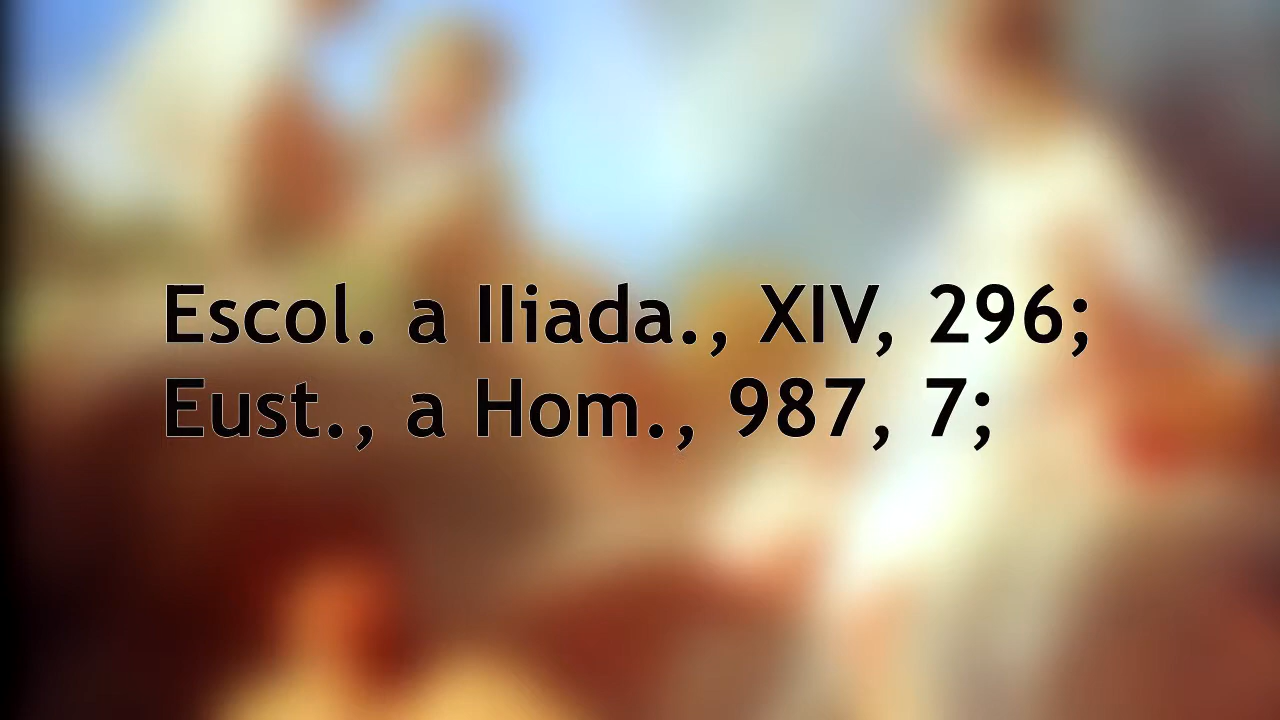 Escol. a Iliada., XIV, 296;
Eust., a Hom., 987, 7;